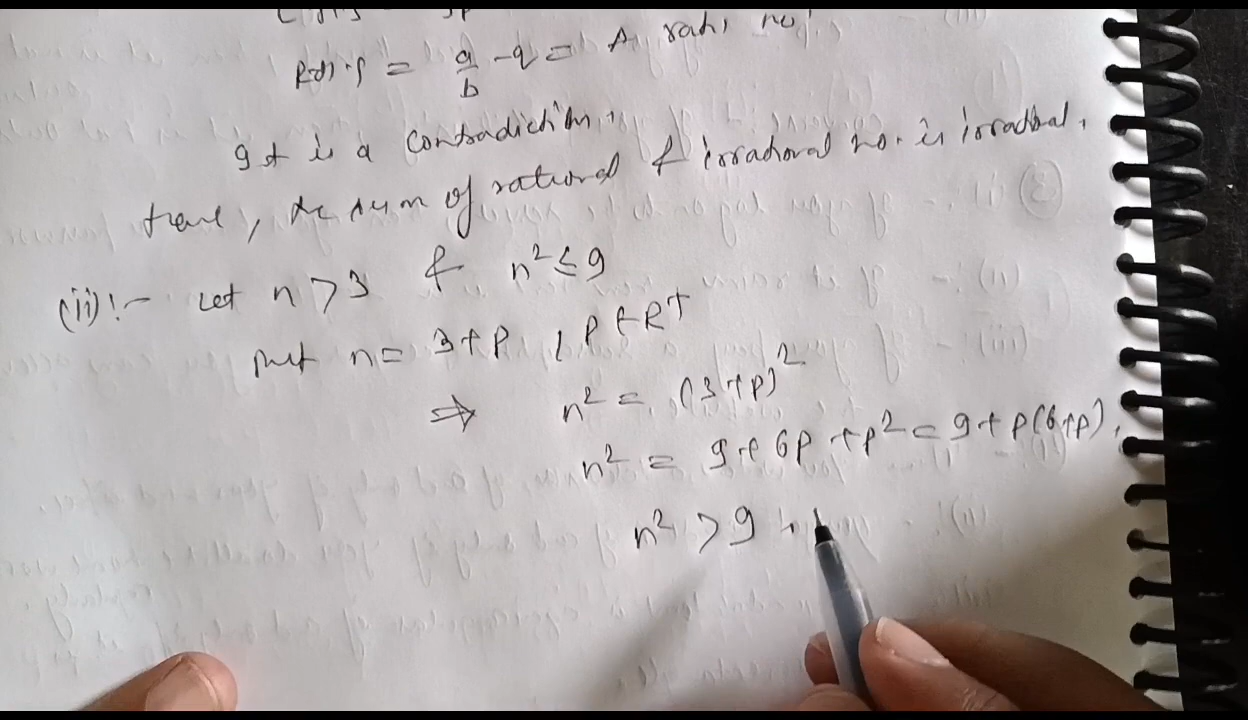 = a/b - q = A rati no.
It is a contradiction.
, the sum of rational & irrational no. is irrational.
(ii) :- Let n > 3 & n² ≤ 9
Put n = 3+p, p ∈ R⁺
⇒ n² = (3+p)²
n² = 9+6p+p² = 9+p(6+p),
n² > 9